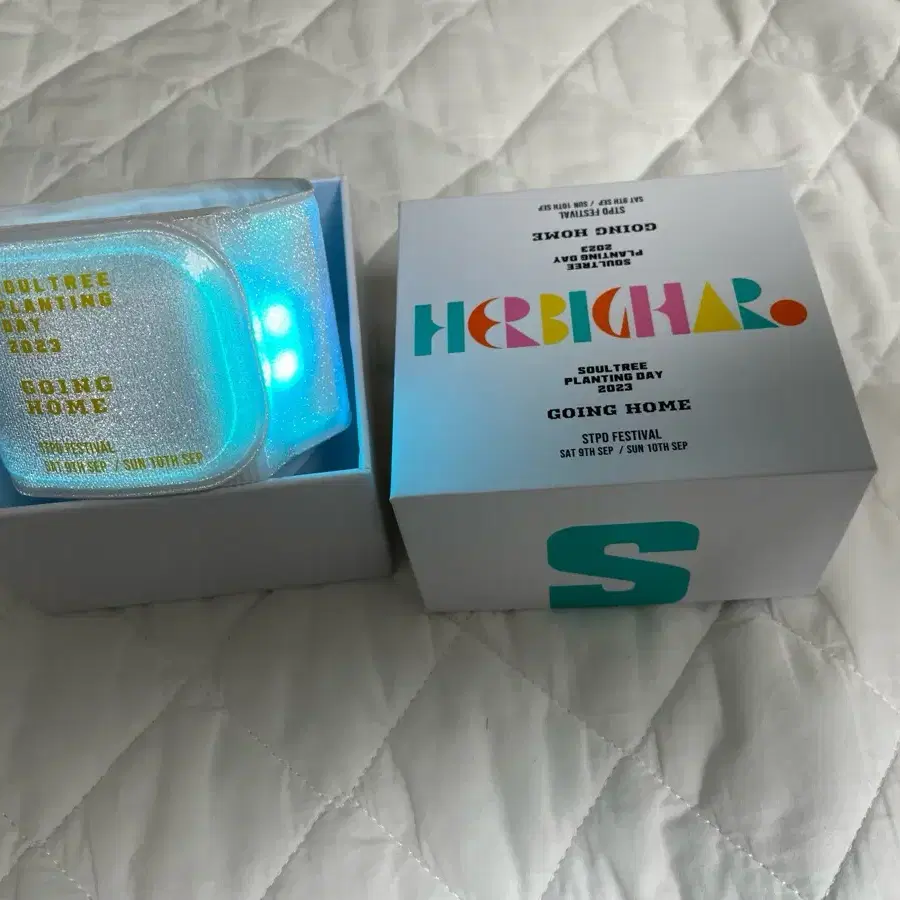 SOULTREE
PLANTING
DAY
2023
GOING
HOME
STPD FESTIVAL
SAT 9TH SEP / SUN 10TH SEP
SAT 9TH SEP / SUN 10TH SEP
STPD FESTIVAL
GOING HOME
2023
PLANTING DAY
SOULTREE
HERBIGHARO
SOULTREE
PLANTING DAY
2023
GOING HOME
STPD FESTIVAL
SAT 9TH SEP / SUN 10TH SEP
S